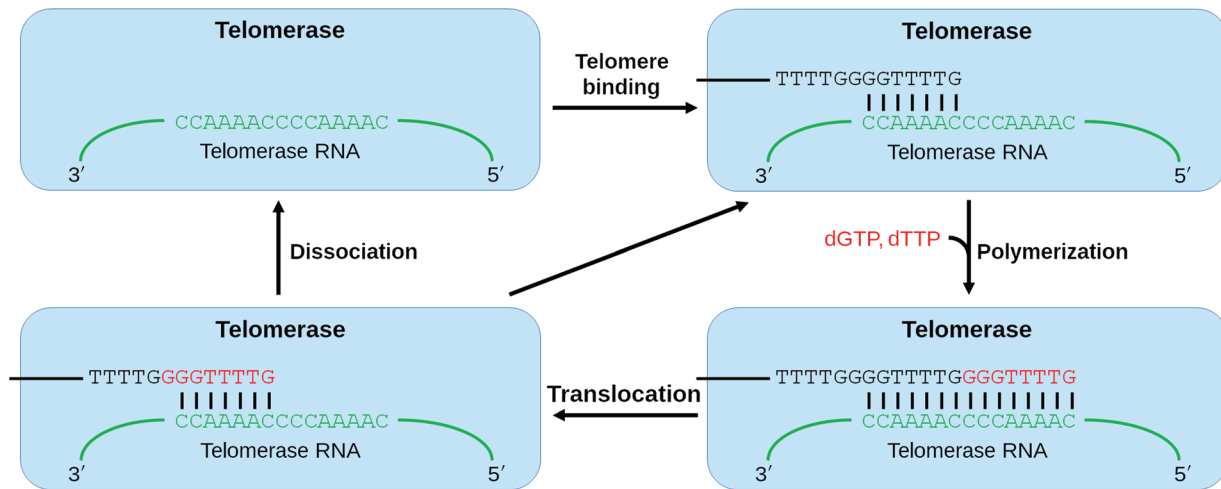 Telomerase
CCAAAACCCCAAAAC
Telomerase RNA
3′ 5′
Telomere
binding
Telomerase
TTTTGGGGTTTTG
CCAAAACCCCAAAAC
Telomerase RNA
3′ 5′
Dissociation
dGTP, dTTP
Polymerization
Telomerase
TTTTGGGTTTTG
CCAAAACCCCAAAAC
Telomerase RNA
3′ 5′
Translocation
Telomerase
TTTTGGGGTTTTGGGGTTTTG
CCAAAACCCCAAAAC
Telomerase RNA
3′ 5′